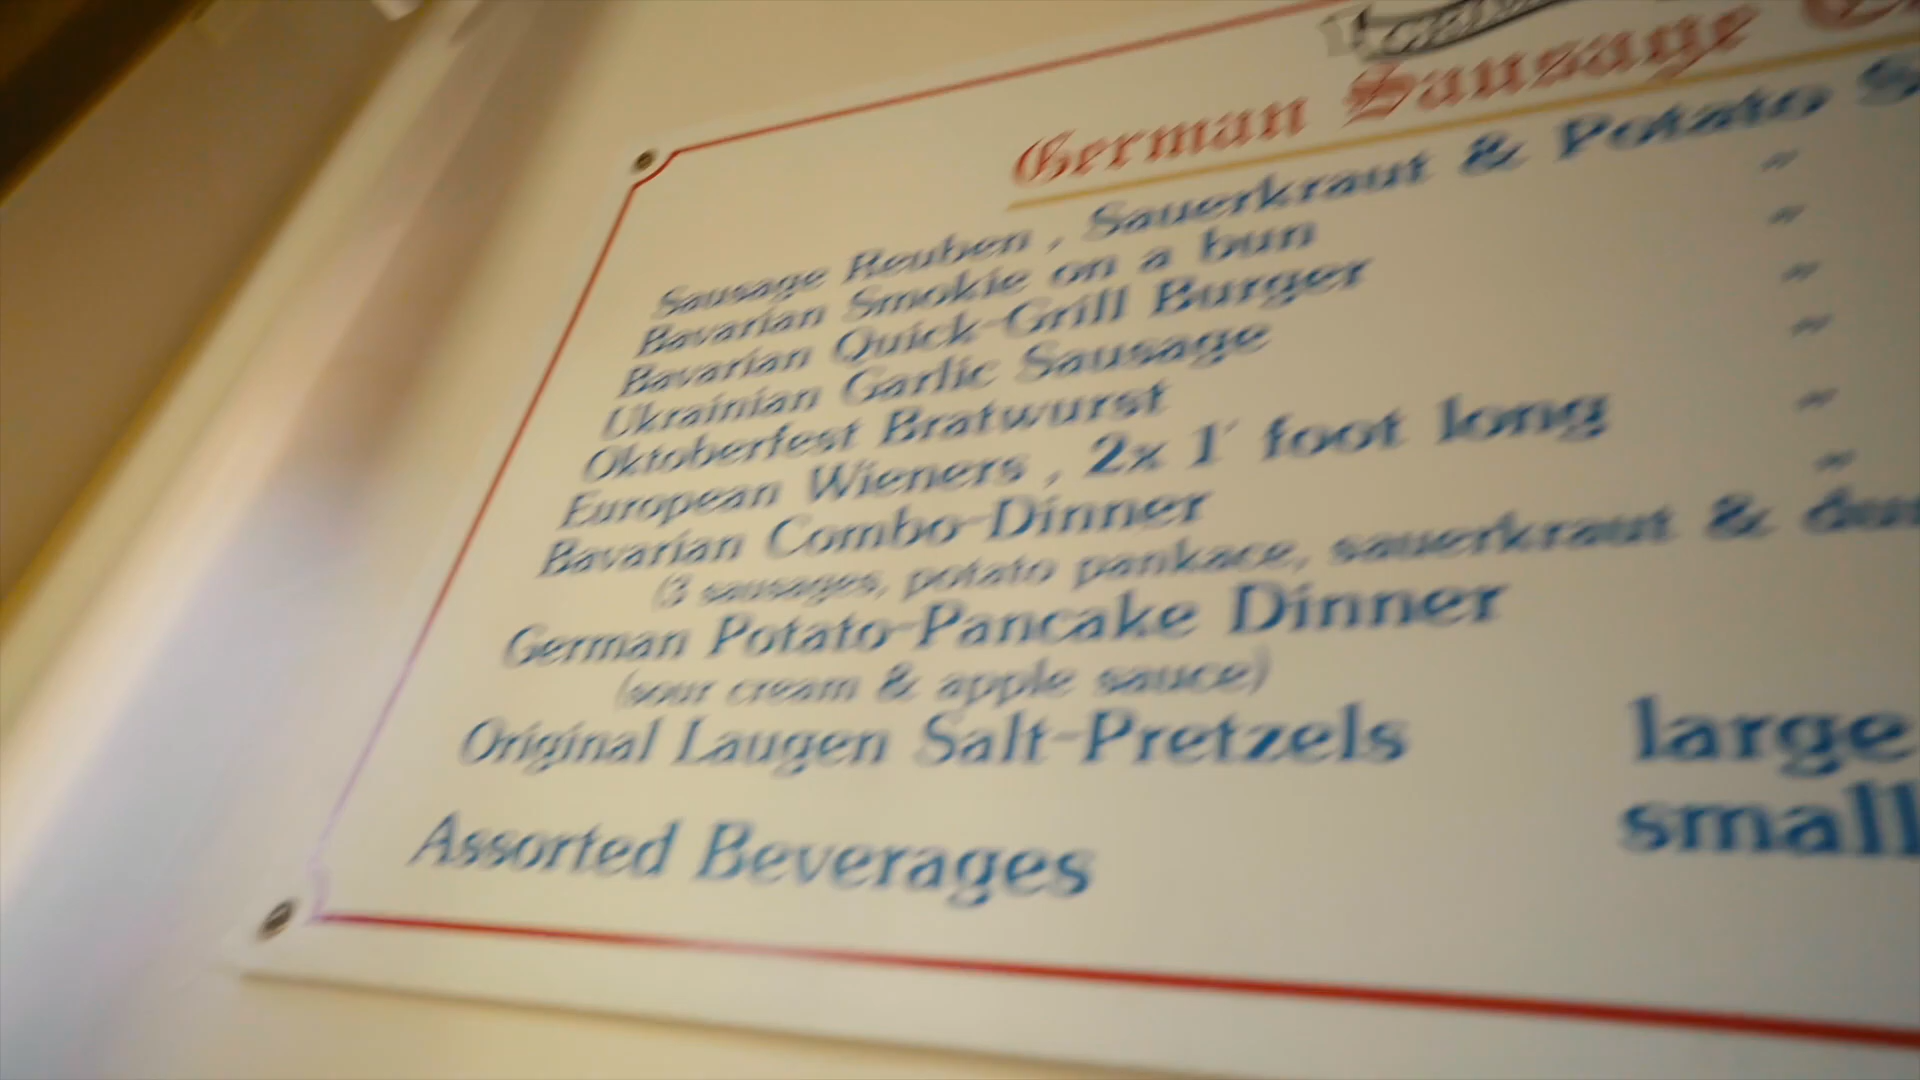 German Sausage
Sausage Reuben , Sauerkraut & Potato
Bavarian Smokie on a bun "
Bavarian Quick-Grill Burger "
Ukrainian Garlic Sausage "
Oktoberfest Bratwurst "
European Wieners , 2x 1' foot long "
Bavarian Combo-Dinner "
(3 sausages, potato pankace, sauerkraut &
German Potato-Pancake Dinner
(sour cream & apple sauce)
Original Laugen Salt-Pretzels large
small
Assorted Beverages